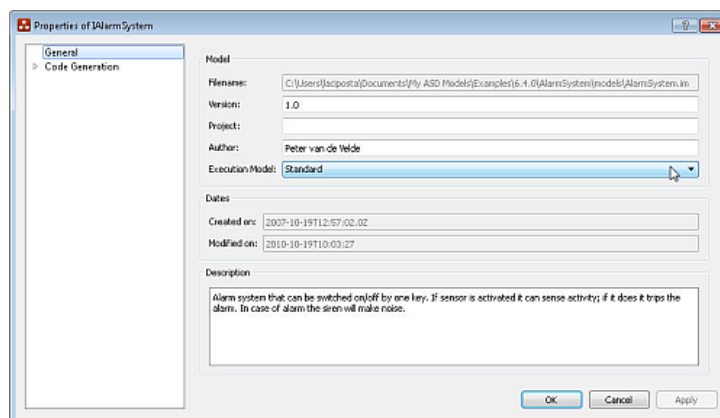 Properties of IAlarmSystem
General
Code Generation
Model
Filename: C:\Users\laciposta\Documents\My ASD Models\Examples\6.4.0\AlarmSystem\models\AlarmSystem.im
Version: 1.0
Project:
Author: Peter van de Velde
Execution Model: Standard
Dates
Created on: 2007-10-19T12:57:02.0Z
Modified on: 2010-10-19T10:03:27
Description
Alarm system that can be switched on/off by one key. If sensor is activated it can sense activity; if it does it trips the
alarm. In case of alarm the siren will make noise.
OK Cancel Apply